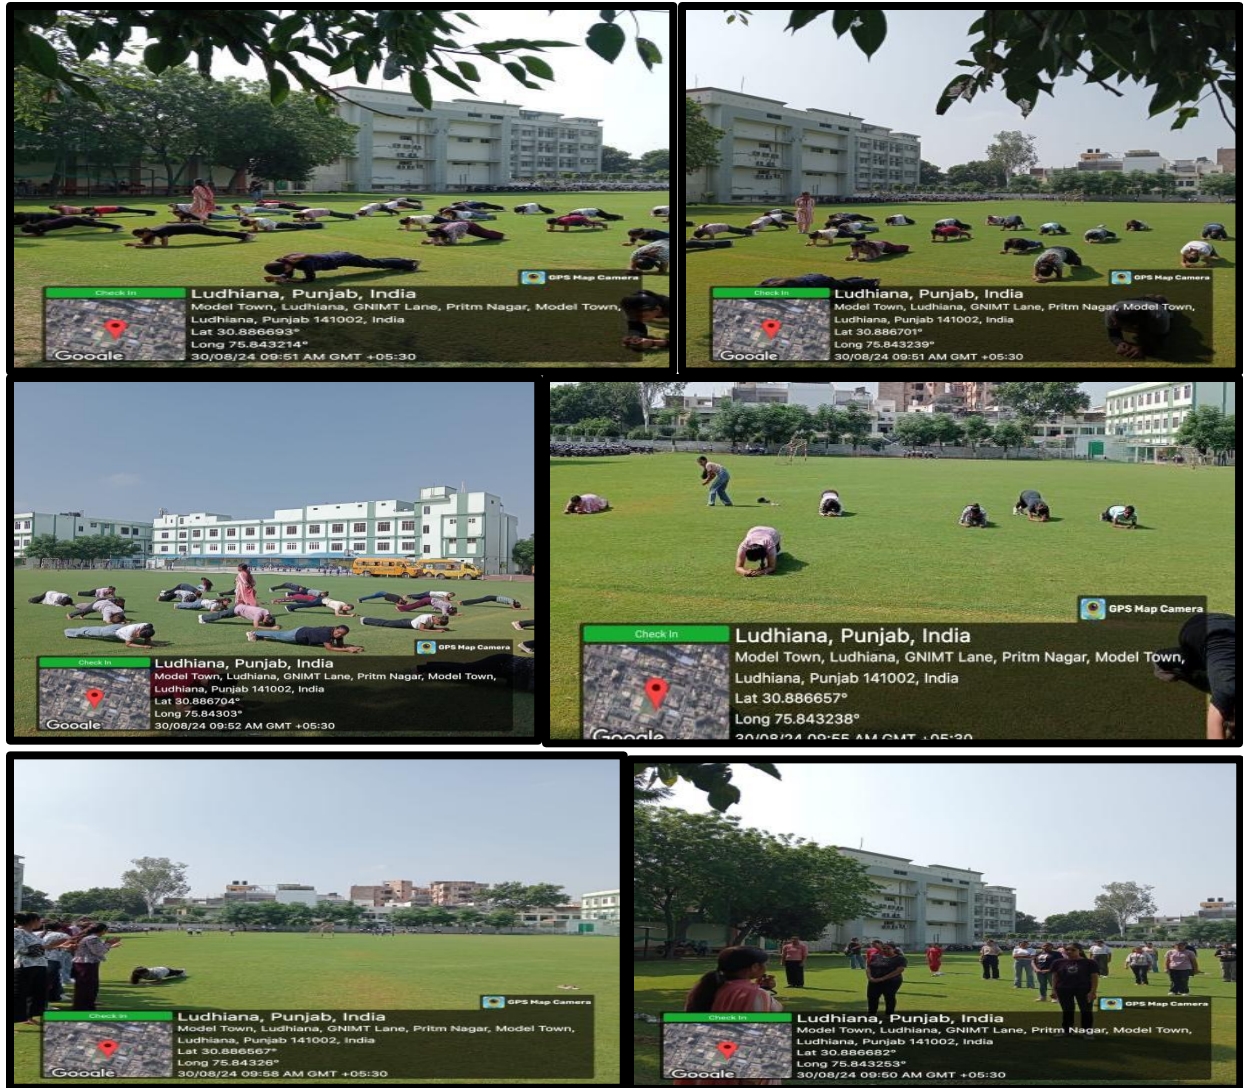 GPS Map Camera
Check In
Ludhiana, Punjab, India
Model Town, Ludhiana, GNIMT Lane, Pritm Nagar, Model Town,
Ludhiana, Punjab 141002, India
Lat 30.886693°
Long 75.843214°
30/08/24 09:51 AM GMT +05:30
Google
GPS Map Camera
Check In
Ludhiana, Punjab, India
Model Town, Ludhiana, GNIMT Lane, Pritm Nagar, Model Town,
Ludhiana, Punjab 141002, India
Lat 30.886701°
Long 75.843239°
30/08/24 09:51 AM GMT +05:30
Google
GPS Map Camera
Check In
Ludhiana, Punjab, India
Model Town, Ludhiana, GNIMT Lane, Pritm Nagar, Model Town,
Ludhiana, Punjab 141002, India
Lat 30.886704°
Long 75.84303°
30/08/24 09:52 AM GMT +05:30
Google
GPS Map Camera
Check In
Ludhiana, Punjab, India
Model Town, Ludhiana, GNIMT Lane, Pritm Nagar, Model Town,
Ludhiana, Punjab 141002, India
Lat 30.886657°
Long 75.843238°
30/08/24 09:55 AM GMT +05:30
Google
GPS Map Camera
Check In
Ludhiana, Punjab, India
Model Town, Ludhiana, GNIMT Lane, Pritm Nagar, Model Town,
Ludhiana, Punjab 141002, India
Lat 30.886567°
Long 75.84326°
30/08/24 09:58 AM GMT +05:30
Google
GPS Map Camera
Check In
Ludhiana, Punjab, India
Model Town, Ludhiana, GNIMT Lane, Pritm Nagar, Model Town,
Ludhiana, Punjab 141002, India
Lat 30.886682°
Long 75.843253°
30/08/24 09:50 AM GMT +05:30
Google